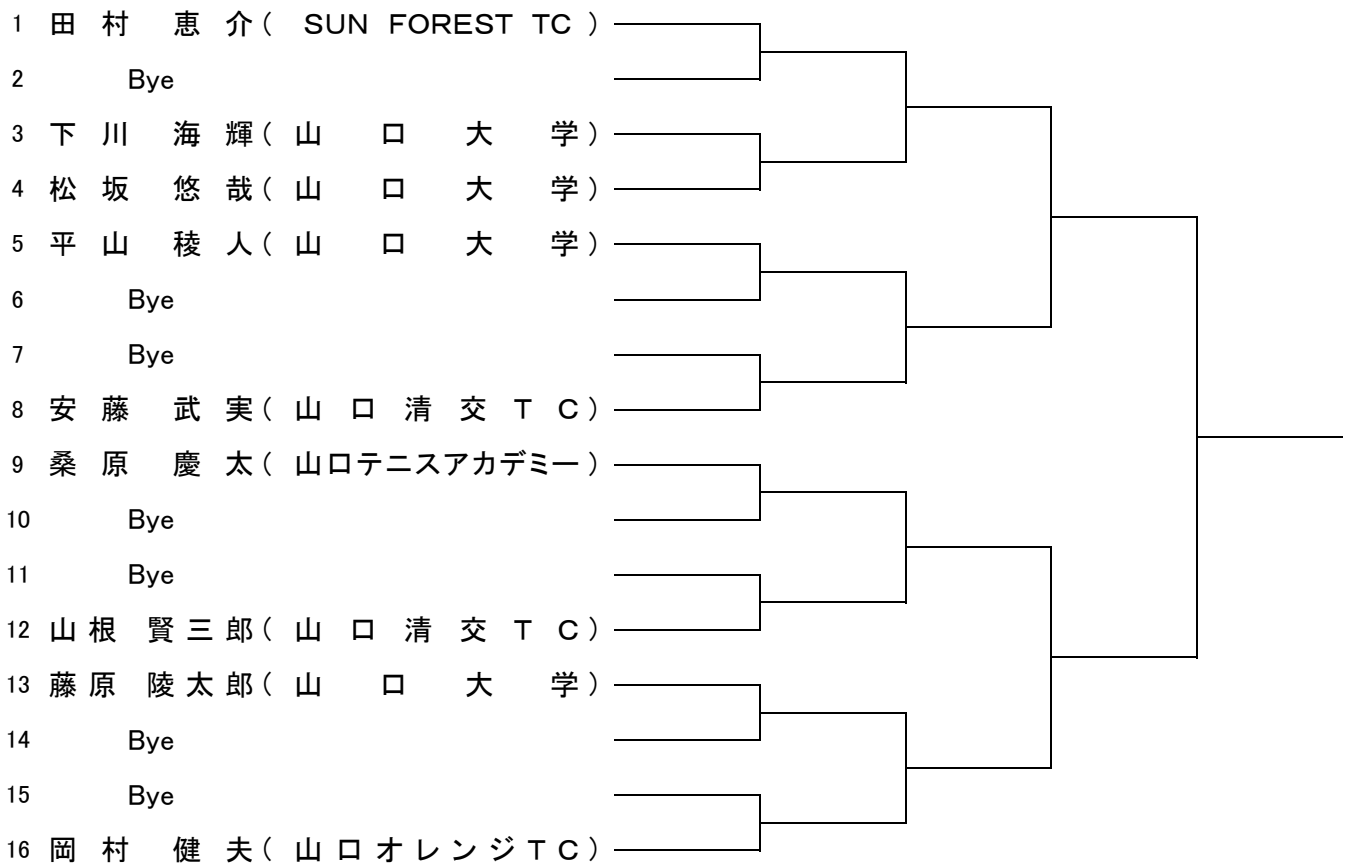 1 田村 恵介( SUN FOREST TC )
2 Bye
3 下川 海輝( 山口大学 )
4 松坂 悠哉( 山口大学 )
5 平山 稜人( 山口大学 )
6 Bye
7 Bye
8 安藤 武実( 山口清交TC )
9 桑原 慶太( 山口テニスアカデミー )
10 Bye
11 Bye
12 山根 賢三郎( 山口清交TC )
13 藤原 陵太郎( 山口大学 )
14 Bye
15 Bye
16 岡村 健夫( 山口オレンジTC )